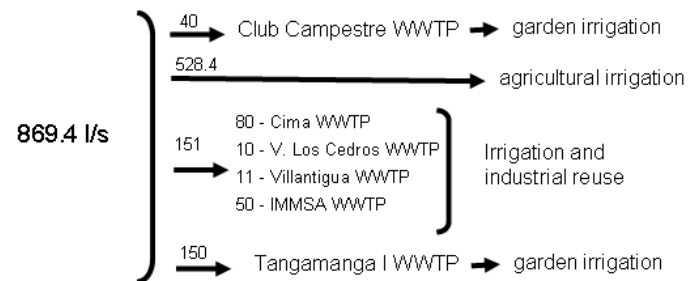 40
Club Campestre WWTP
garden irrigation
528.4
agricultural irrigation
869.4 l/s
151
80 - Cima WWTP
10 - V. Los Cedros WWTP
11 - Villantigua WWTP
50 - IMMSA WWTP
Irrigation and
industrial reuse
150
Tangamanga I WWTP
garden irrigation